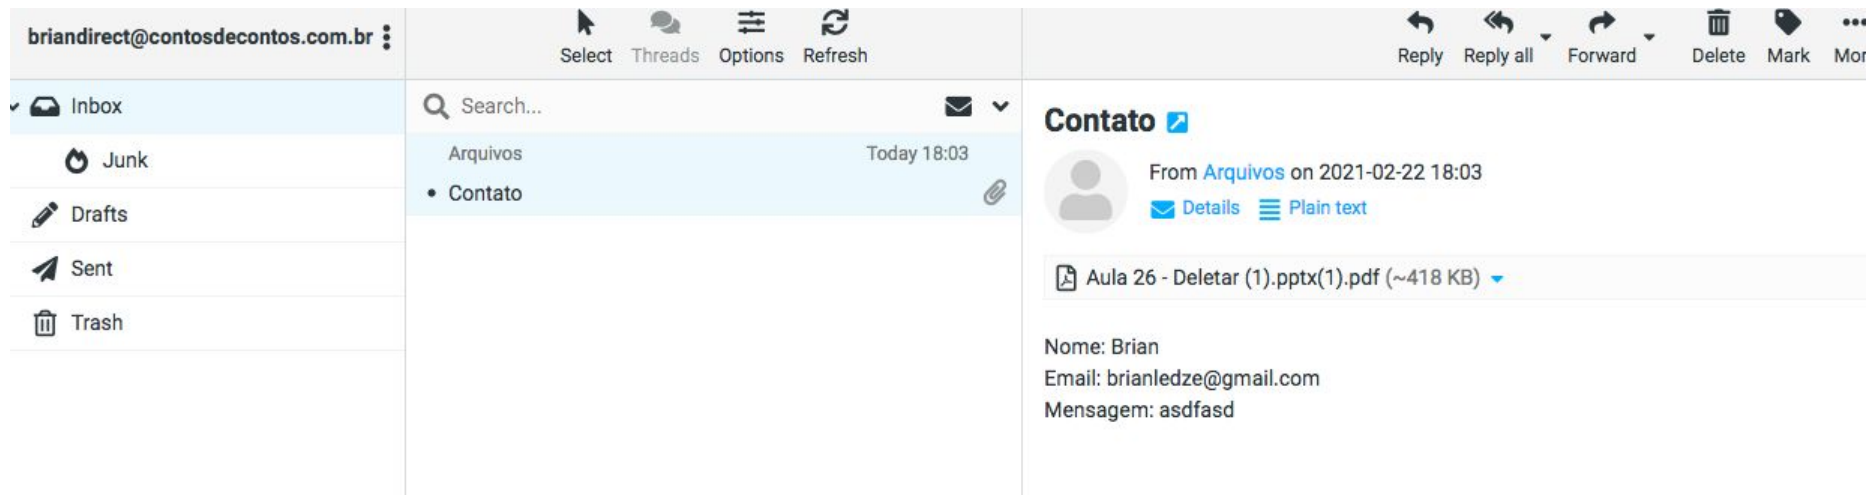 briandirect@contosdecontos.com.br
Select Threads Options Refresh
Reply Reply all Forward Delete Mark Mor
Inbox
Junk
Drafts
Sent
Trash
Search...
Arquivos Today 18:03
• Contato
Contato
From Arquivos on 2021-02-22 18:03
Details Plain text
Aula 26 - Deletar (1).pptx(1).pdf (~418 KB)
Nome: Brian
Email: brianledze@gmail.com
Mensagem: asdfasd